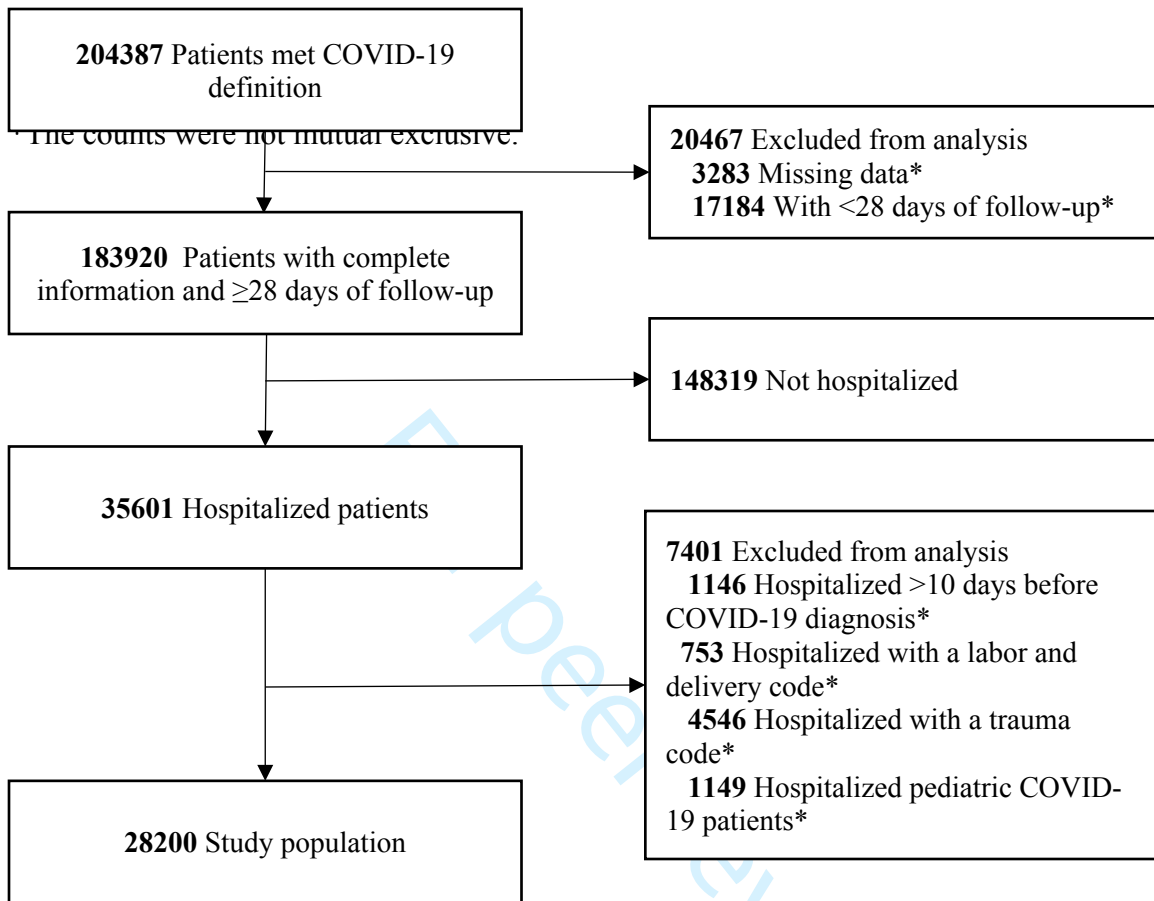 204387 Patients met COVID-19
definition
The counts were not mutual exclusive.
20467 Excluded from analysis
3283 Missing data*
17184 With <28 days of follow-up*
183920 Patients with complete
information and ≥28 days of follow-up
148319 Not hospitalized
35601 Hospitalized patients
7401 Excluded from analysis
1146 Hospitalized >10 days before
COVID-19 diagnosis*
753 Hospitalized with a labor and
delivery code*
4546 Hospitalized with a trauma
code*
1149 Hospitalized pediatric COVID-
19 patients*
28200 Study population